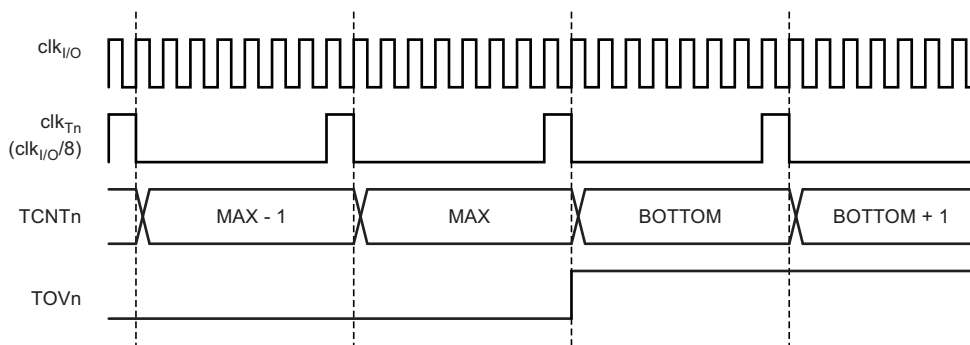 clkI/O
clkTn
(clkI/O/8)
TCNTn MAX - 1 MAX BOTTOM BOTTOM + 1
TOVn